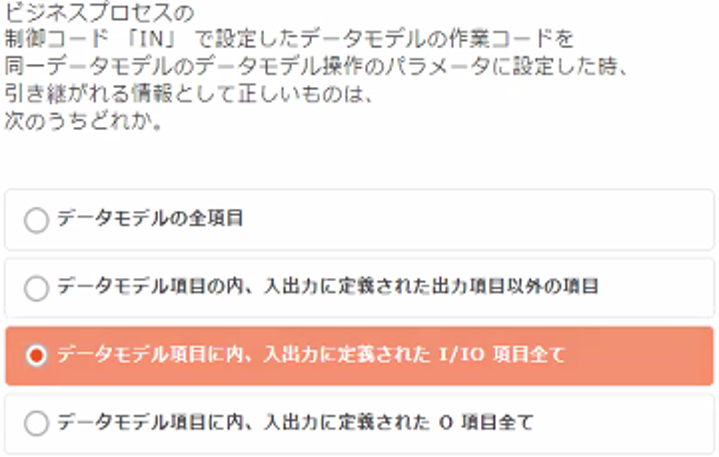 ビジネスプロセスの
制御コード 「IN」 で設定したデータモデルの作業コードを
同一データモデルのデータモデル操作のパラメータに設定した時、
引き継がれる情報として正しいものは、
次のうちどれか。
データモデルの全項目
データモデル項目の内、入出力に定義された出力項目以外の項目
データモデル項目に内、入出力に定義された I/IO 項目全て
データモデル項目に内、入出力に定義された O 項目全て